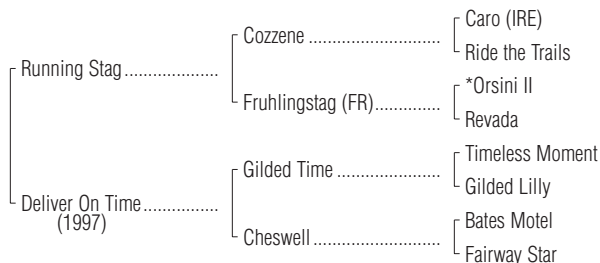 Caro (IRE)
Cozzene ..............................
Ride the Trails
Running Stag.....................
*Orsini II
Fruhlingstag (FR)...............
Revada
Timeless Moment
Gilded Time ........................
Gilded Lilly
Deliver On Time.................
(1997)
Bates Motel
Cheswell .............................
Fairway Star